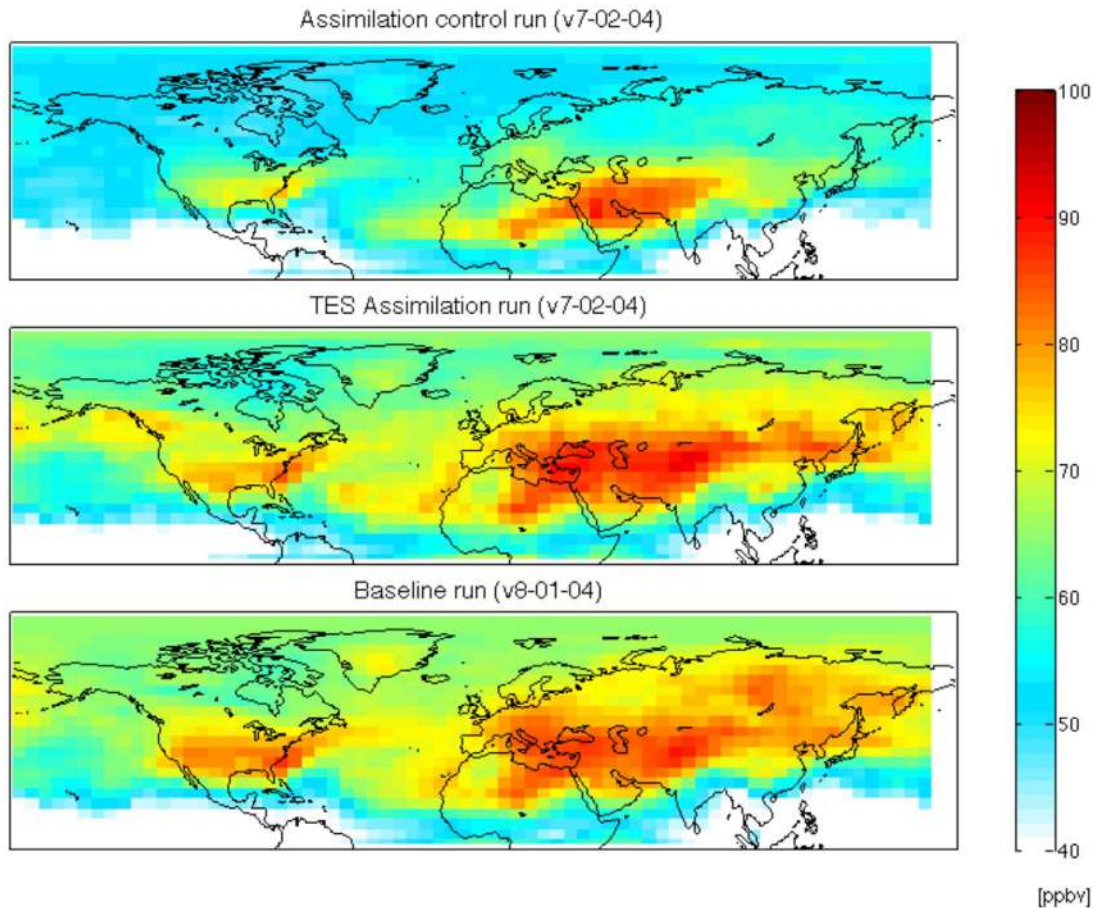 Assimilation control run (v7-02-04)
TES Assimilation run (v7-02-04)
Baseline run (v8-01-04)
100
90
80
70
60
50
40
[ppbv]